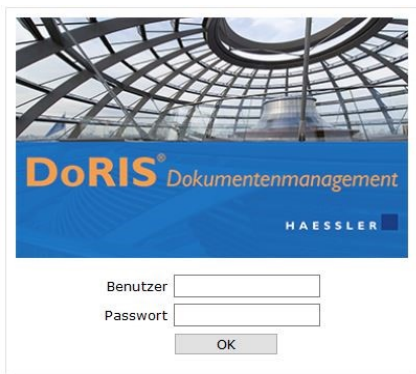 DoRIS® Dokumentenmanagement
HAESSLER
Benutzer
Passwort
OK